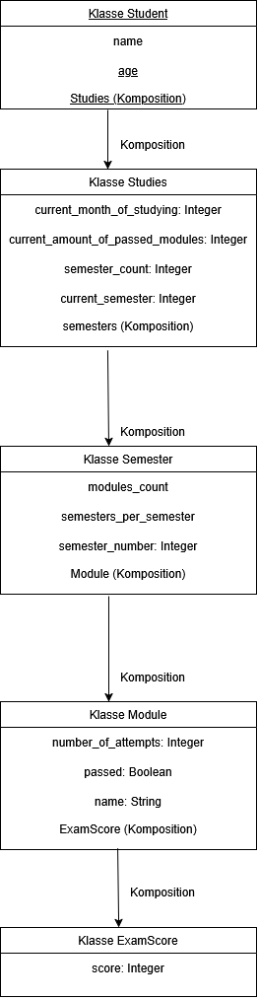 Klasse Student
name
age
Studies (Komposition)
Komposition
Klasse Studies
current_month_of_studying: Integer
current_amount_of_passed_modules: Integer
semester_count: Integer
current_semester: Integer
semesters (Komposition)
Komposition
Klasse Semester
modules_count
semesters_per_semester
semester_number: Integer
Module (Komposition)
Komposition
Klasse Module
number_of_attempts: Integer
passed: Boolean
name: String
ExamScore (Komposition)
Komposition
Klasse ExamScore
score: Integer